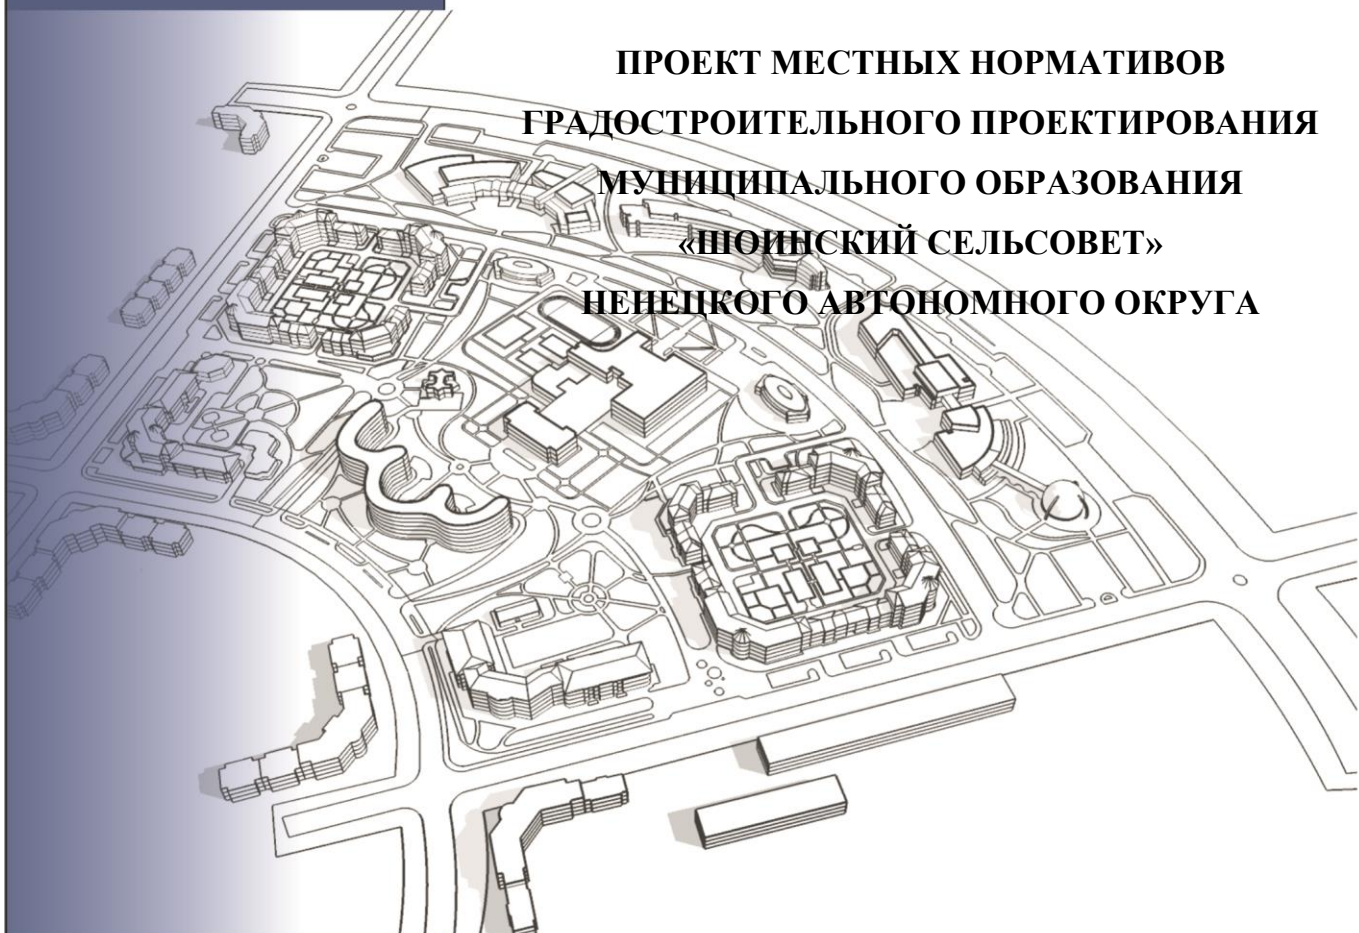 ПРОЕКТ МЕСТНЫХ НОРМАТИВОВ
ГРАДОСТРОИТЕЛЬНОГО ПРОЕКТИРОВАНИЯ
МУНИЦИПАЛЬНОГО ОБРАЗОВАНИЯ
«ШОИНСКИЙ СЕЛЬСОВЕТ»
НЕНЕЦКОГО АВТОНОМНОГО ОКРУГА